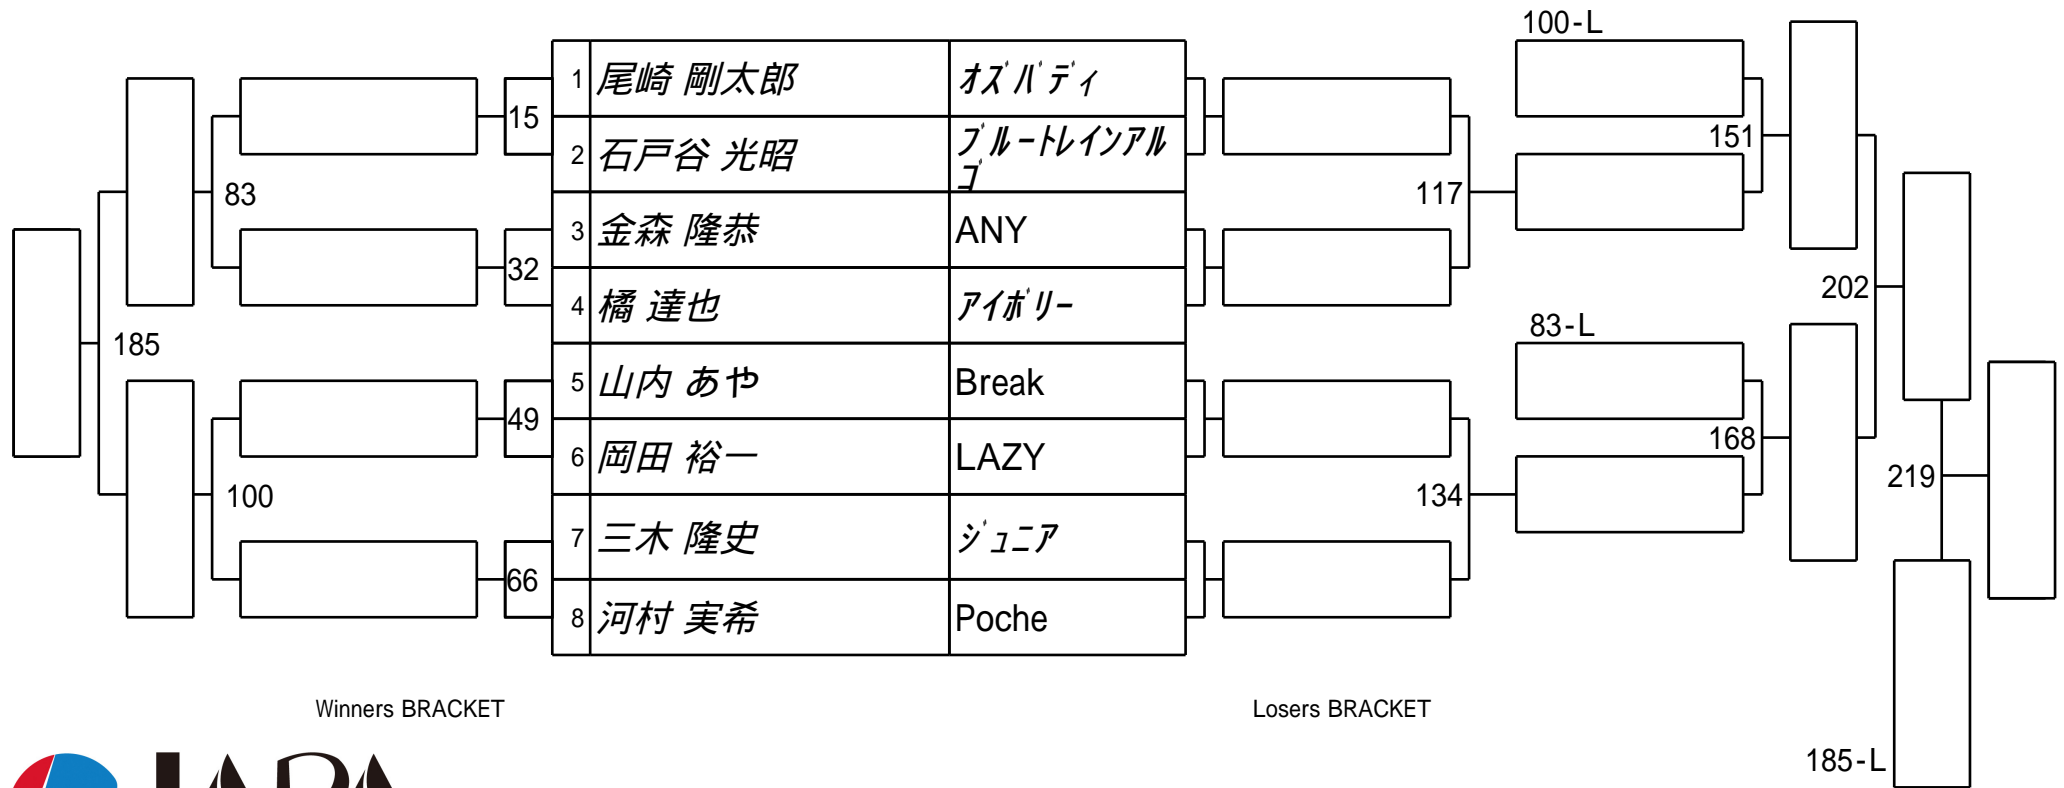 100-L
1 尾崎 剛太郎 オズバディ
15
2 石戸谷 光昭 ブルートレインアル
ゴ
151
83
117
3 金森 隆恭 ANY
32
4 橘 達也 アイボリー
202
185
83-L
5 山内 あや Break
49
6 岡田 裕一 LAZY
168
100
134
219
7 三木 隆史 ジュニア
66
8 河村 実希 Poche
Winners BRACKET
Losers BRACKET
185-L